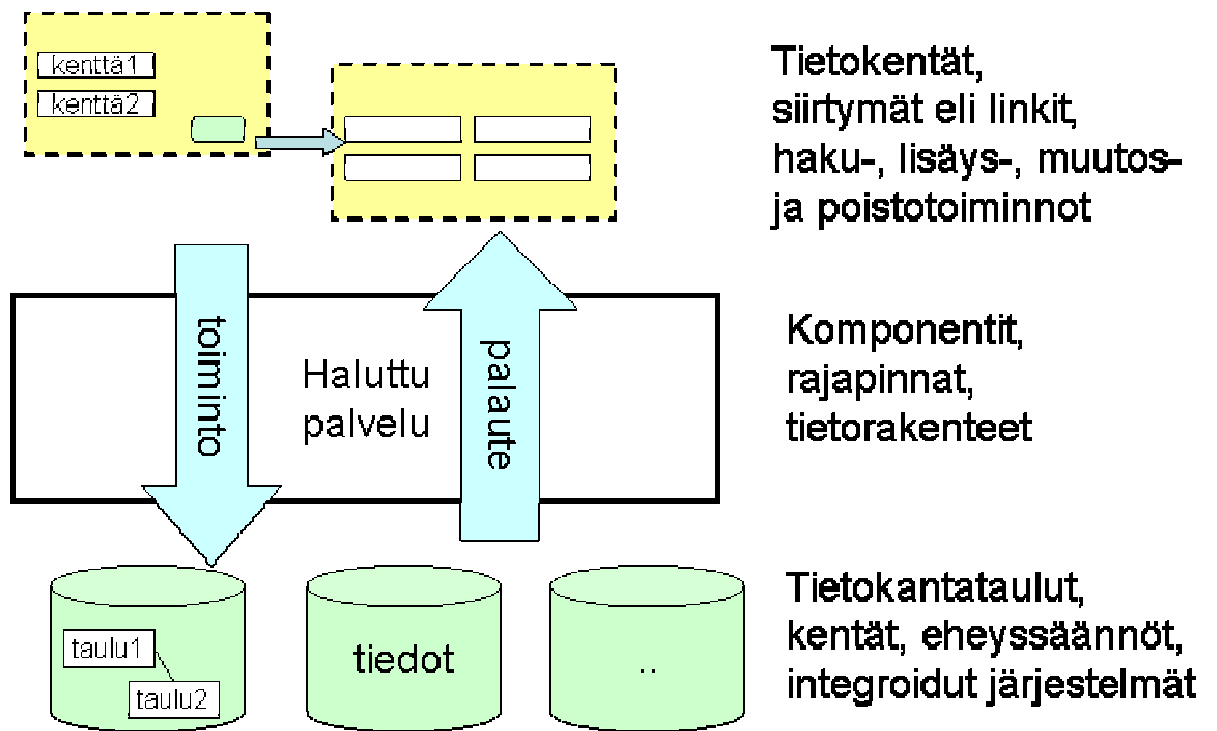 kenttä1
kenttä2
Tietokentät,
siirtymät eli linkit,
haku-, lisäys-, muutos-
ja poistotoiminnot
toiminto
Haluttu
palvelu
palaute
Komponentit,
rajapinnat,
tietorakenteet
taulu1
taulu2
tiedot
..
Tietokantataulut,
kentät, eheyssäännöt,
integroidut järjestelmät